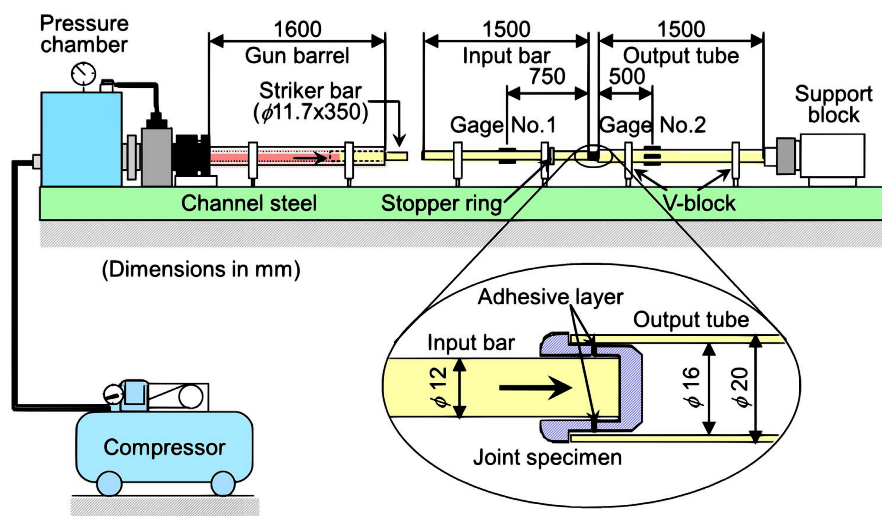 Pressure
chamber
1600
Gun barrel
Striker bar
(ϕ11.7x350)
1500
Input bar
750
1500
Output tube
500
Gage No.1
Gage No.2
Support
block
Channel steel
Stopper ring
V-block
(Dimensions in mm)
Adhesive layer
Input bar
Output tube
ϕ 12
ϕ 16
ϕ 20
Joint specimen
Compressor